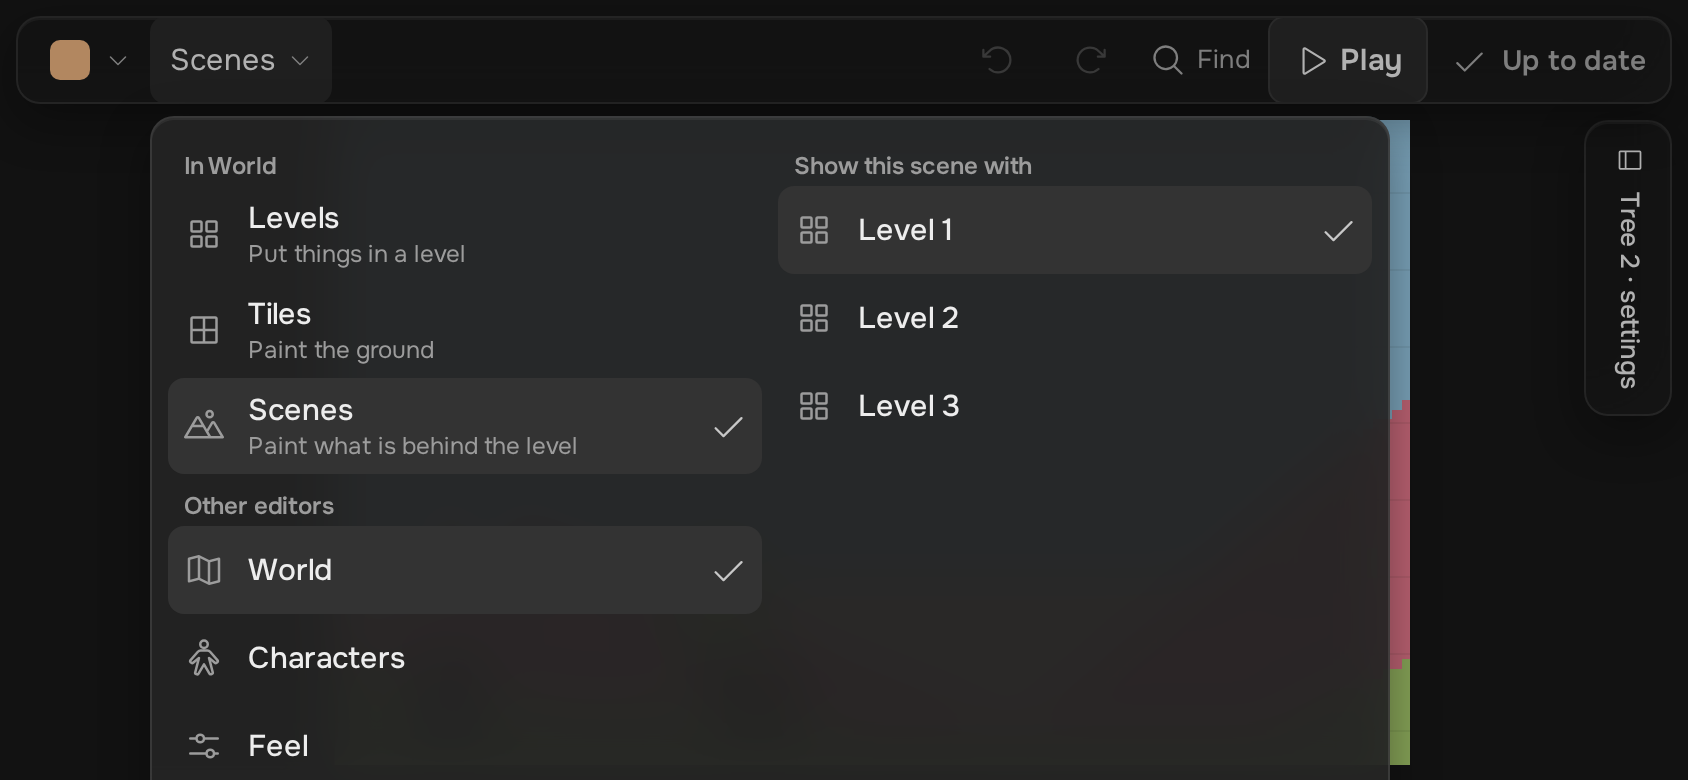 Scenes
Find
Play
Up to date
In World
Levels
Put things in a level
Tiles
Paint the ground
Scenes
Paint what is behind the level
Other editors
World
Characters
Feel
Show this scene with
Level 1
Level 2
Level 3
Tree 2 · settings